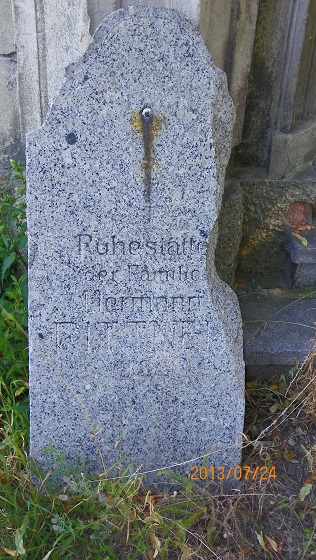 Ruhestätte
der Familie
Hermann
2013/07/24